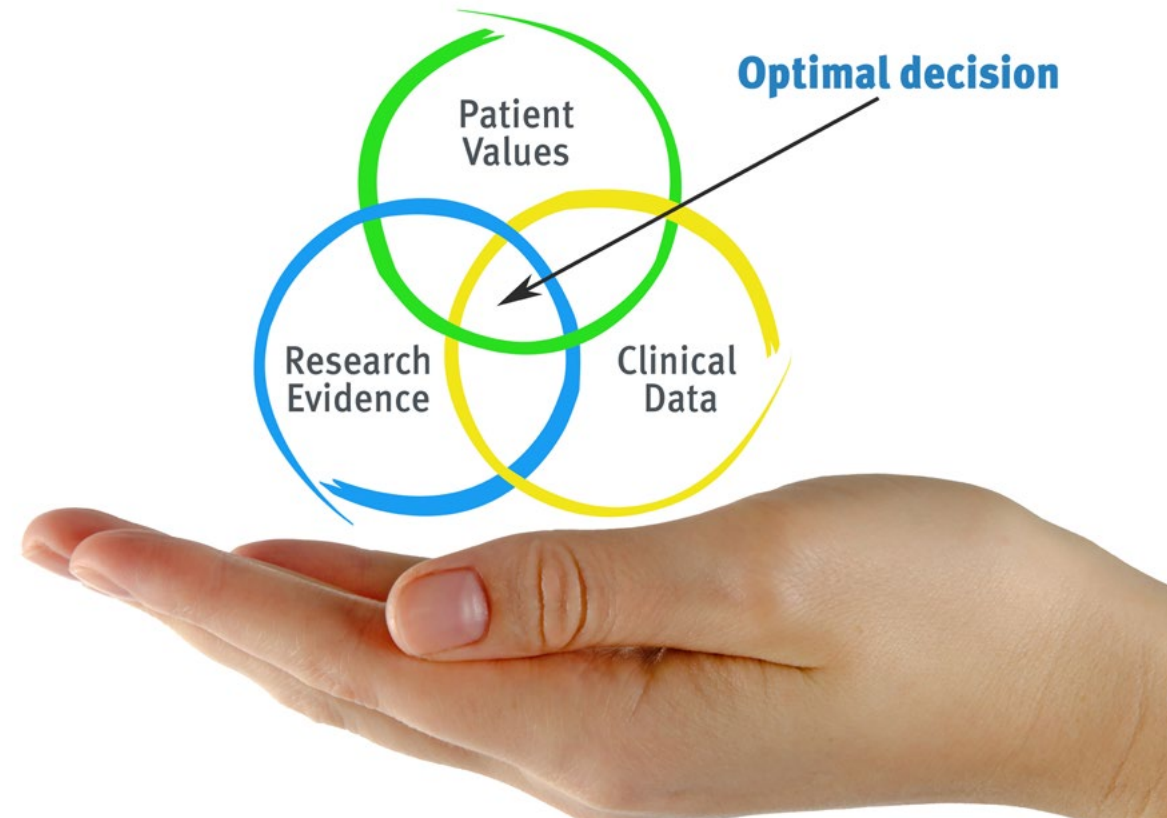 Optimal decision
Patient
Values
Research
Evidence
Clinical
Data